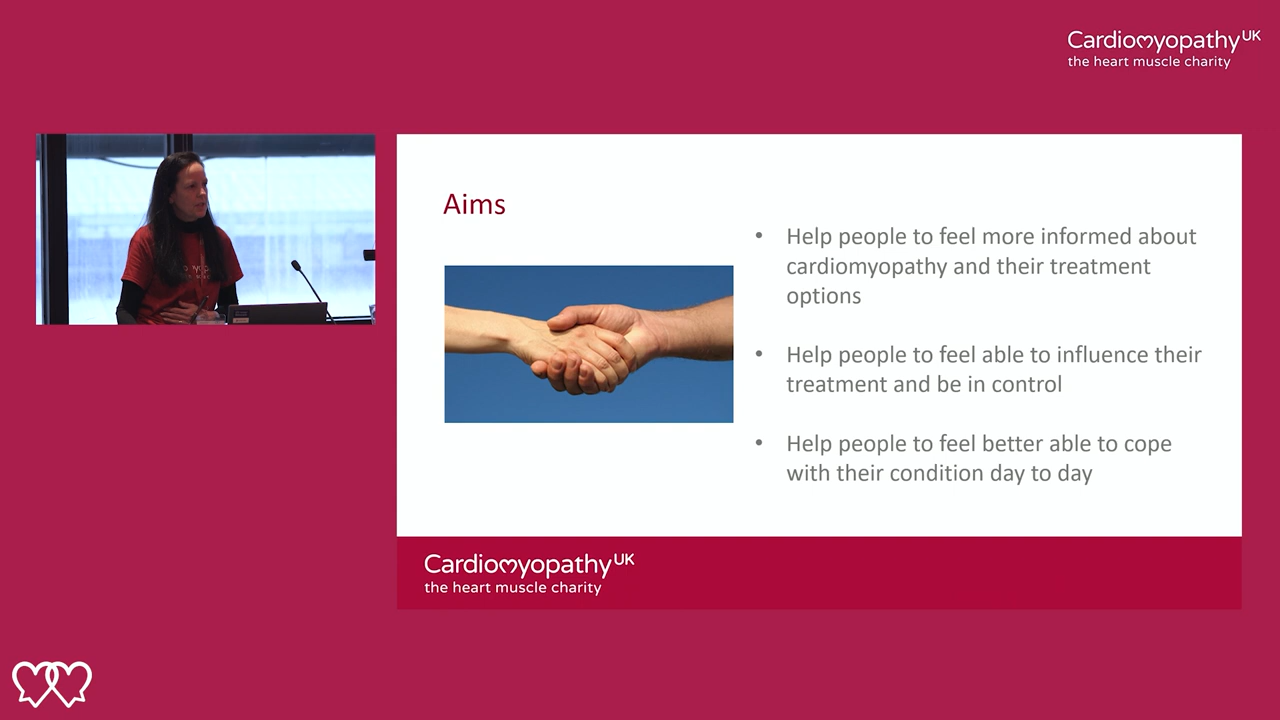 Cardiomyopathy UK
the heart muscle charity
Aims
• Help people to feel more informed about
cardiomyopathy and their treatment
options
• Help people to feel able to influence their
treatment and be in control
• Help people to feel better able to cope
with their condition day to day
Cardiomyopathy UK
the heart muscle charity